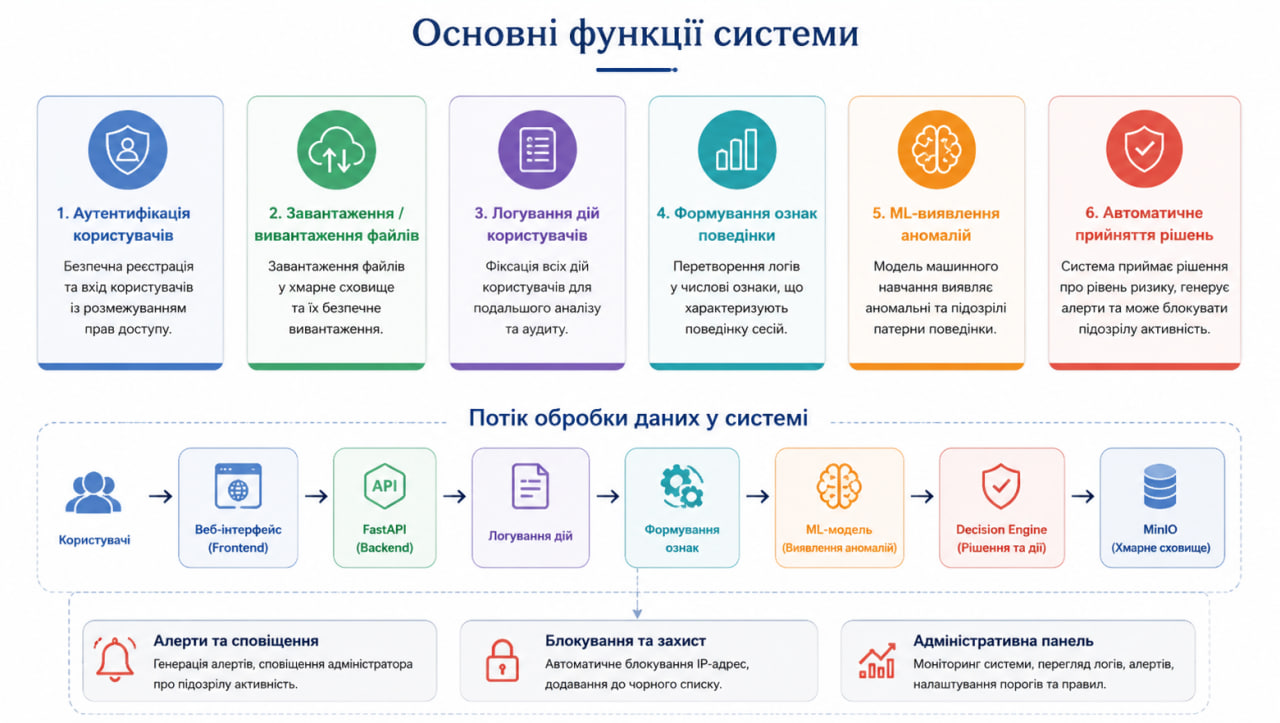 Основні функції системи
1. Аутентифікація
користувачів
Безпечна реєстрація
та вхід користувачів
із розмежуванням
прав доступу.
2. Завантаження /
вивантаження файлів
Завантаження файлів
у хмарне сховище
та їх безпечне
вивантаження.
3. Логування дій
користувачів
Фіксація всіх дій
користувачів для
подальшого аналізу
та аудиту.
4. Формування ознак
поведінки
Перетворення логів
у числові ознаки, що
характеризують
поведінку сесій.
5. ML-виявлення
аномалій
Модель машинного
навчання виявляє
аномальні та підозрілі
патерни поведінки.
6. Автоматичне
прийняття рішень
Система приймає рішення
про рівень ризику, генерує
алерти та може блокувати
підозрілу активність.
Потік обробки даних у системі
Користувачі
Веб-інтерфейс
(Frontend)
API
FastAPI
(Backend)
Логування дій
Формування
ознак
ML-модель
(Виявлення аномалій)
Decision Engine
(Рішення та дії)
MinIO
(Хмарне сховище)
Алерти та сповіщення
Генерація алертів, сповіщення адміністратора
про підозрілу активність.
Блокування та захист
Автоматичне блокування IP-адрес,
додавання до чорного списку.
Адміністративна панель
Моніторинг системи, перегляд логів, алертів,
налаштування порогів та правил.